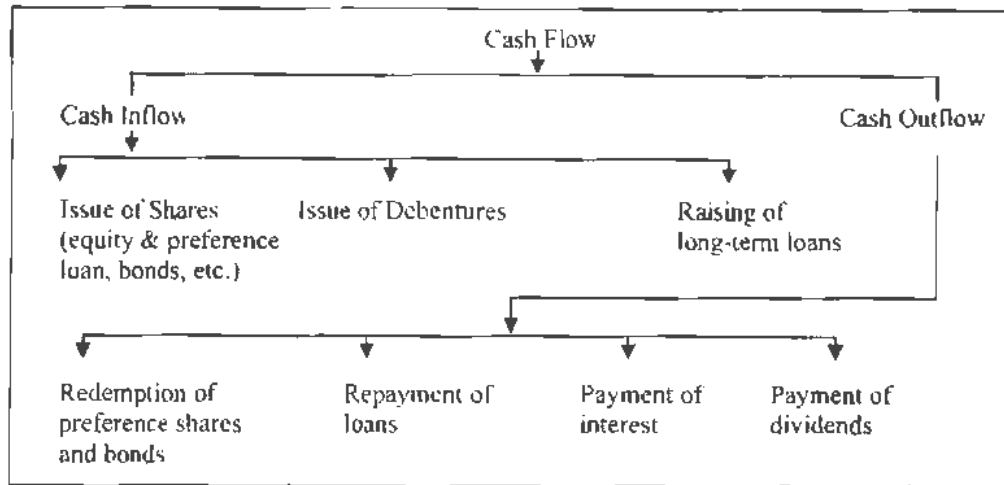 Cash Flow
Cash Inflow
Cash Outflow
Issue of Shares
(equity & preference
loan, bonds, etc.)
Issue of Debentures
Raising of
long-term loans
Redemption of
preference shares
and bonds
Repayment of
loans
Payment of
interest
Payment of
dividends